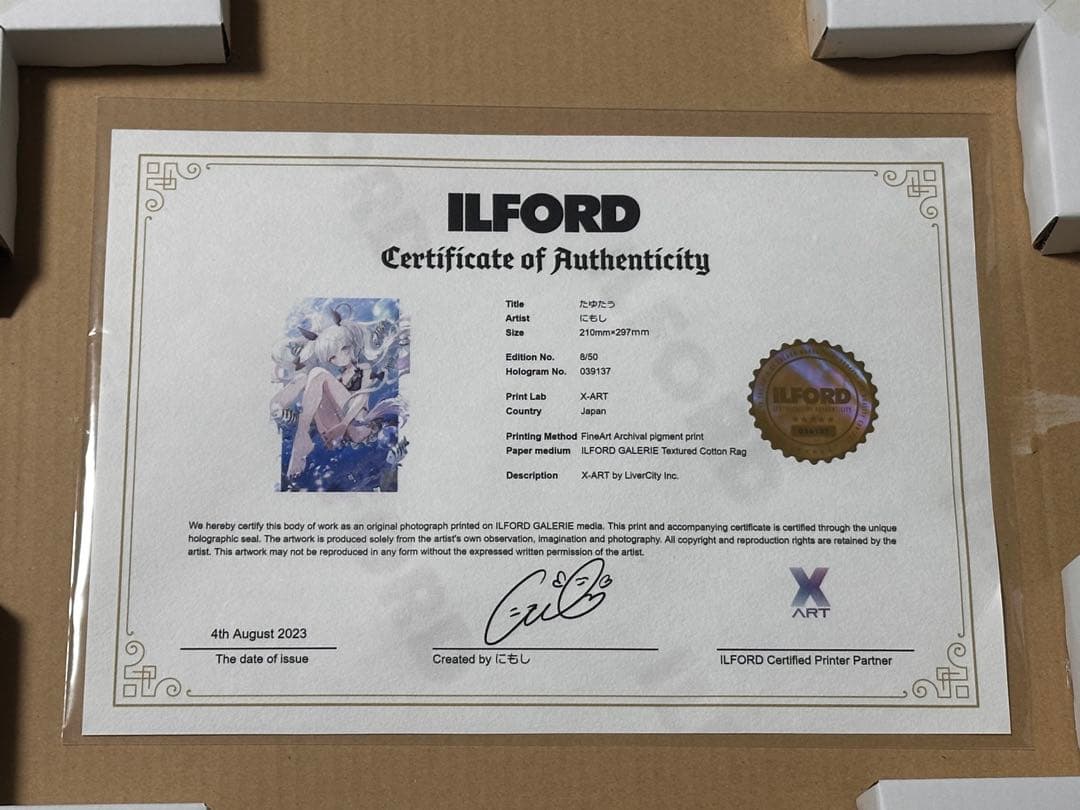 ILFORD
Certificate of Authenticity
Title たゆたう
Artist にもし
Size 210mm×297mm
Edition No. 8/50
Hologram No. 039137
Print Lab X-ART
Country Japan
Printing Method FineArt Archival pigment print
Paper medium ILFORD GALERIE Textured Cotton Rag
Description X-ART by LiverCity Inc.
ILFORD
We hereby certify this body of work as an original photograph printed on ILFORD GALERIE media. This print and accompanying certificate is certified through the unique
holographic seal. The artwork is produced solely from the artist's own observation, imagination and photography. All copyright and reproduction rights are retained by the
artist. This artwork may not be reproduced in any form without the expressed written permission of the artist.
X
ART
4th August 2023
The date of issue
Created by にもし
ILFORD Certified Printer Partner